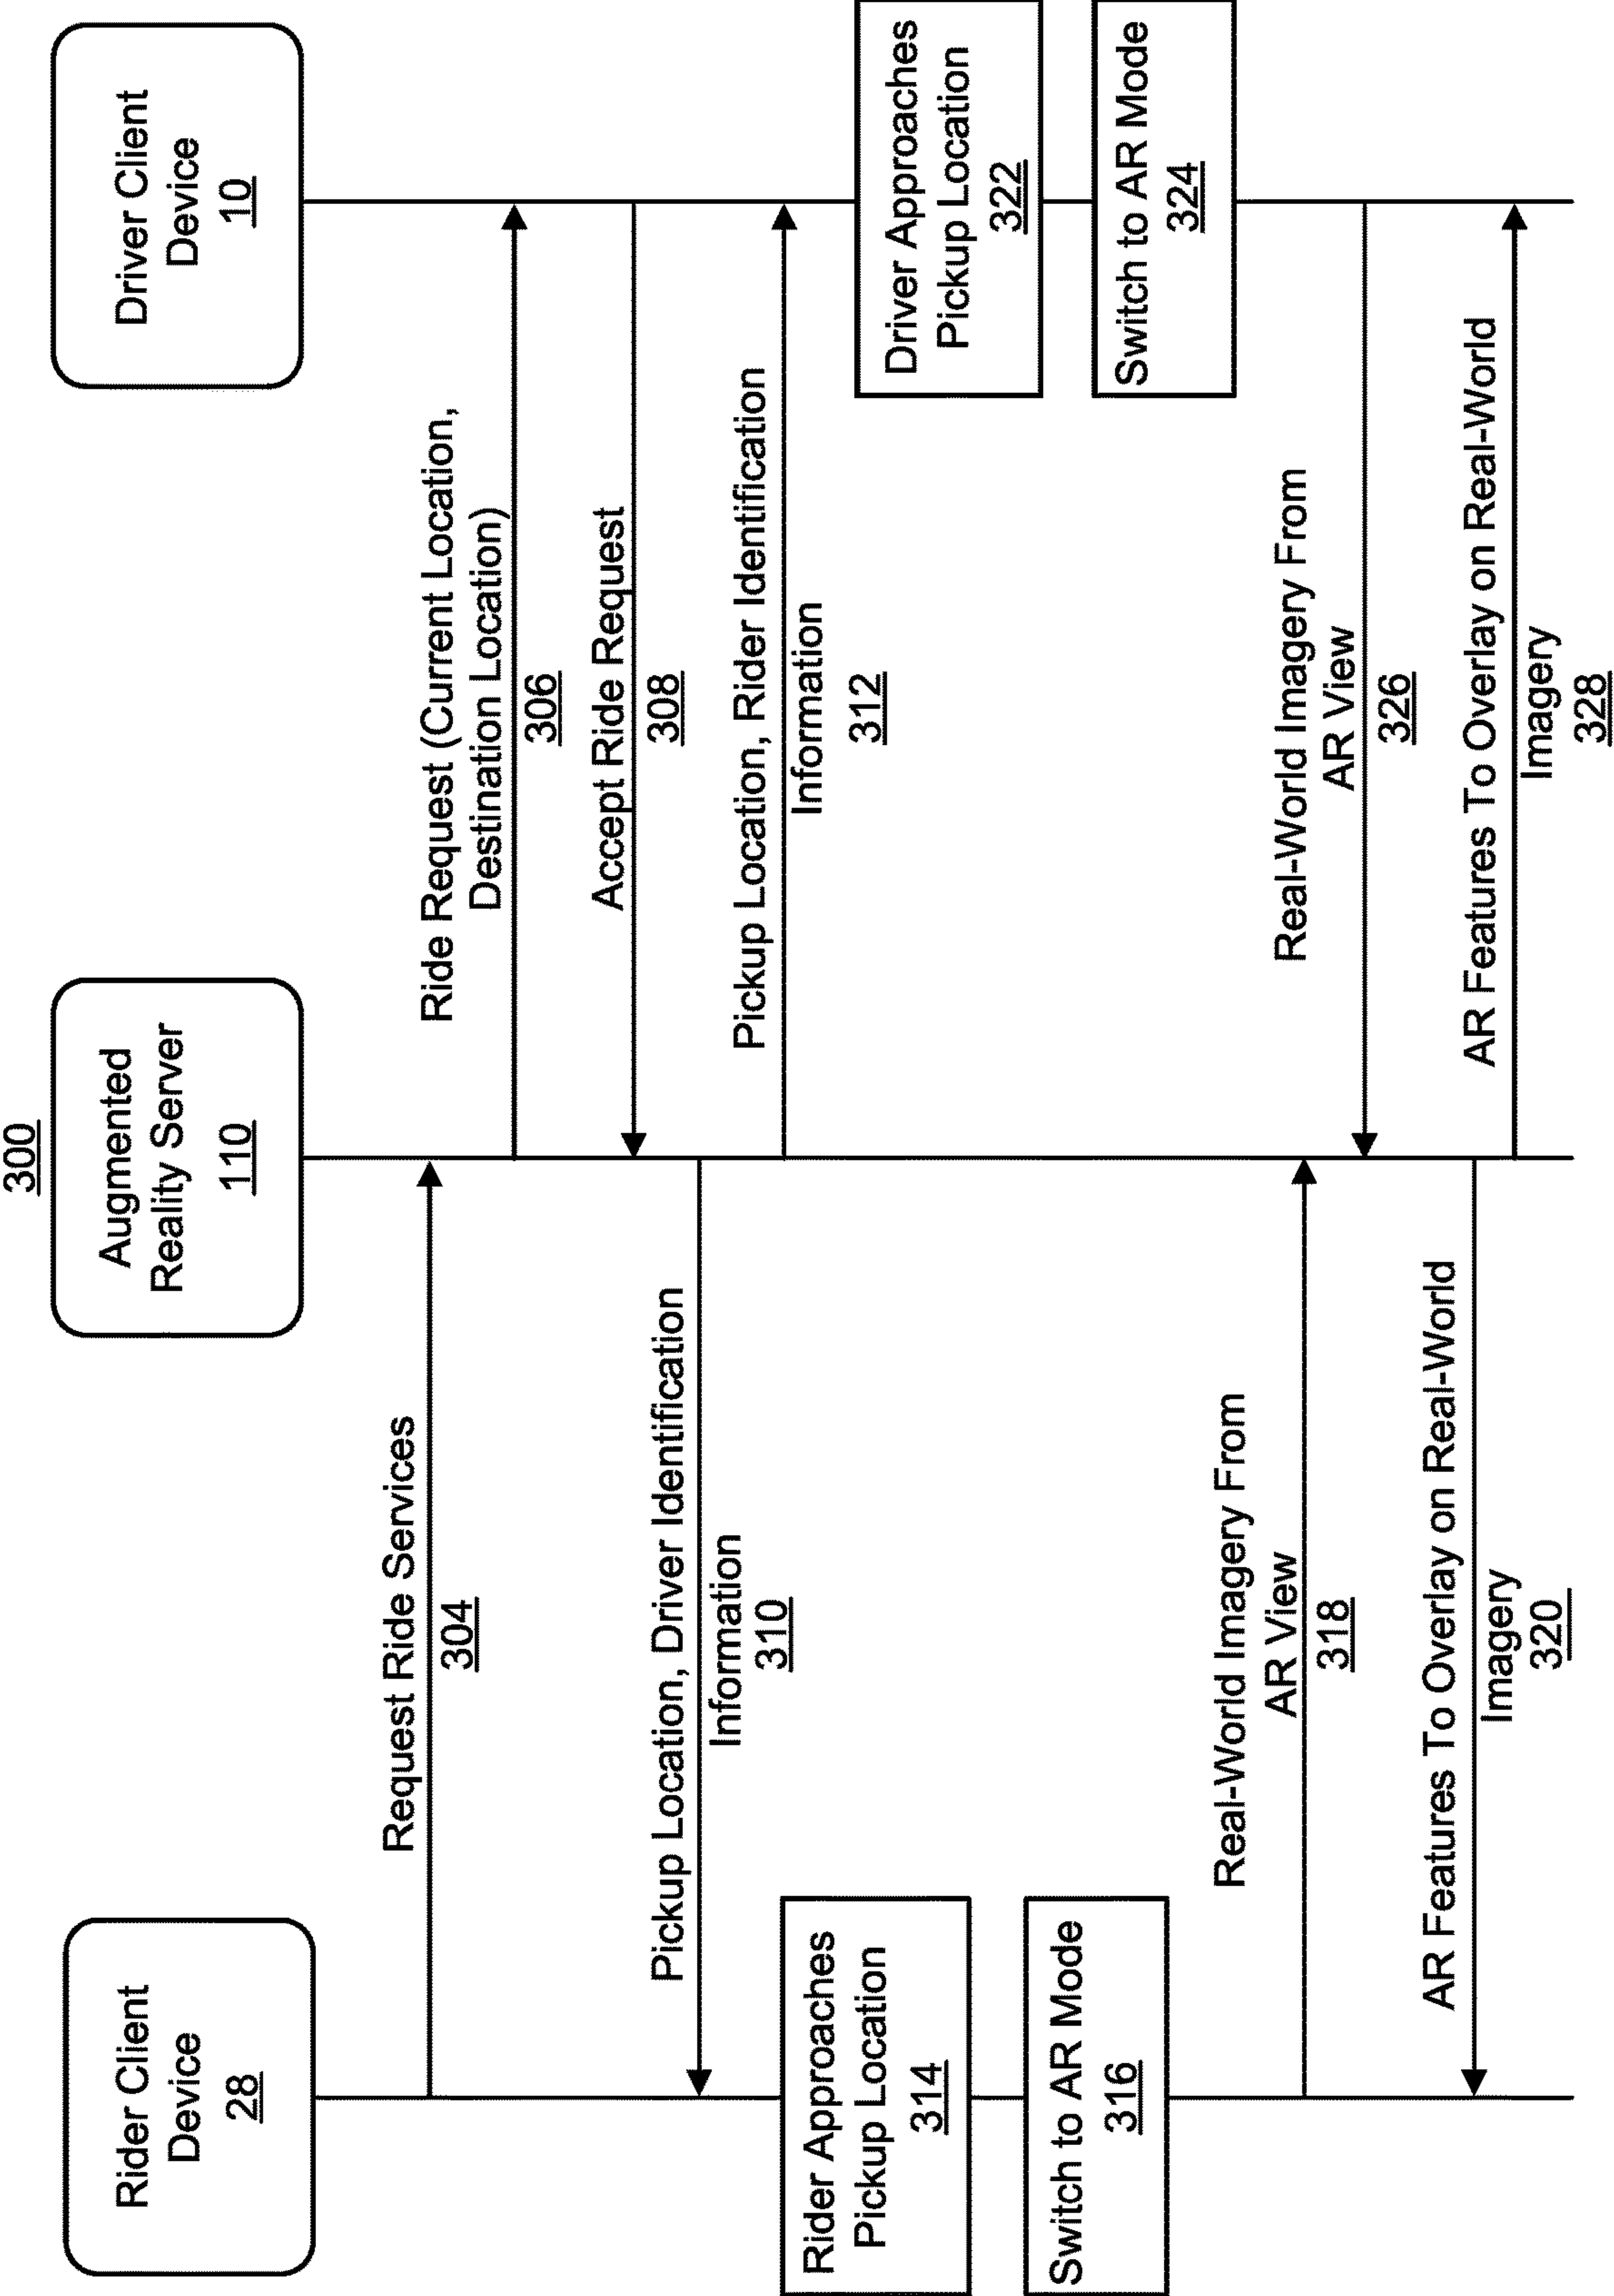 300
Rider Client
Device
28
Augmented
Reality Server
110
Driver Client
Device
10
Request Ride Services
304
Ride Request (Current Location,
Destination Location)
306
Accept Ride Request
308
Pickup Location, Driver Identification
Information
310
Pickup Location, Rider Identification
Information
312
Rider Approaches
Pickup Location
314
Switch to AR Mode
316
Driver Approaches
Pickup Location
322
Switch to AR Mode
324
Real-World Imagery From
AR View
318
Real-World Imagery From
AR View
326
AR Features To Overlay on Real-World
Imagery
320
AR Features To Overlay on Real-World
Imagery
328